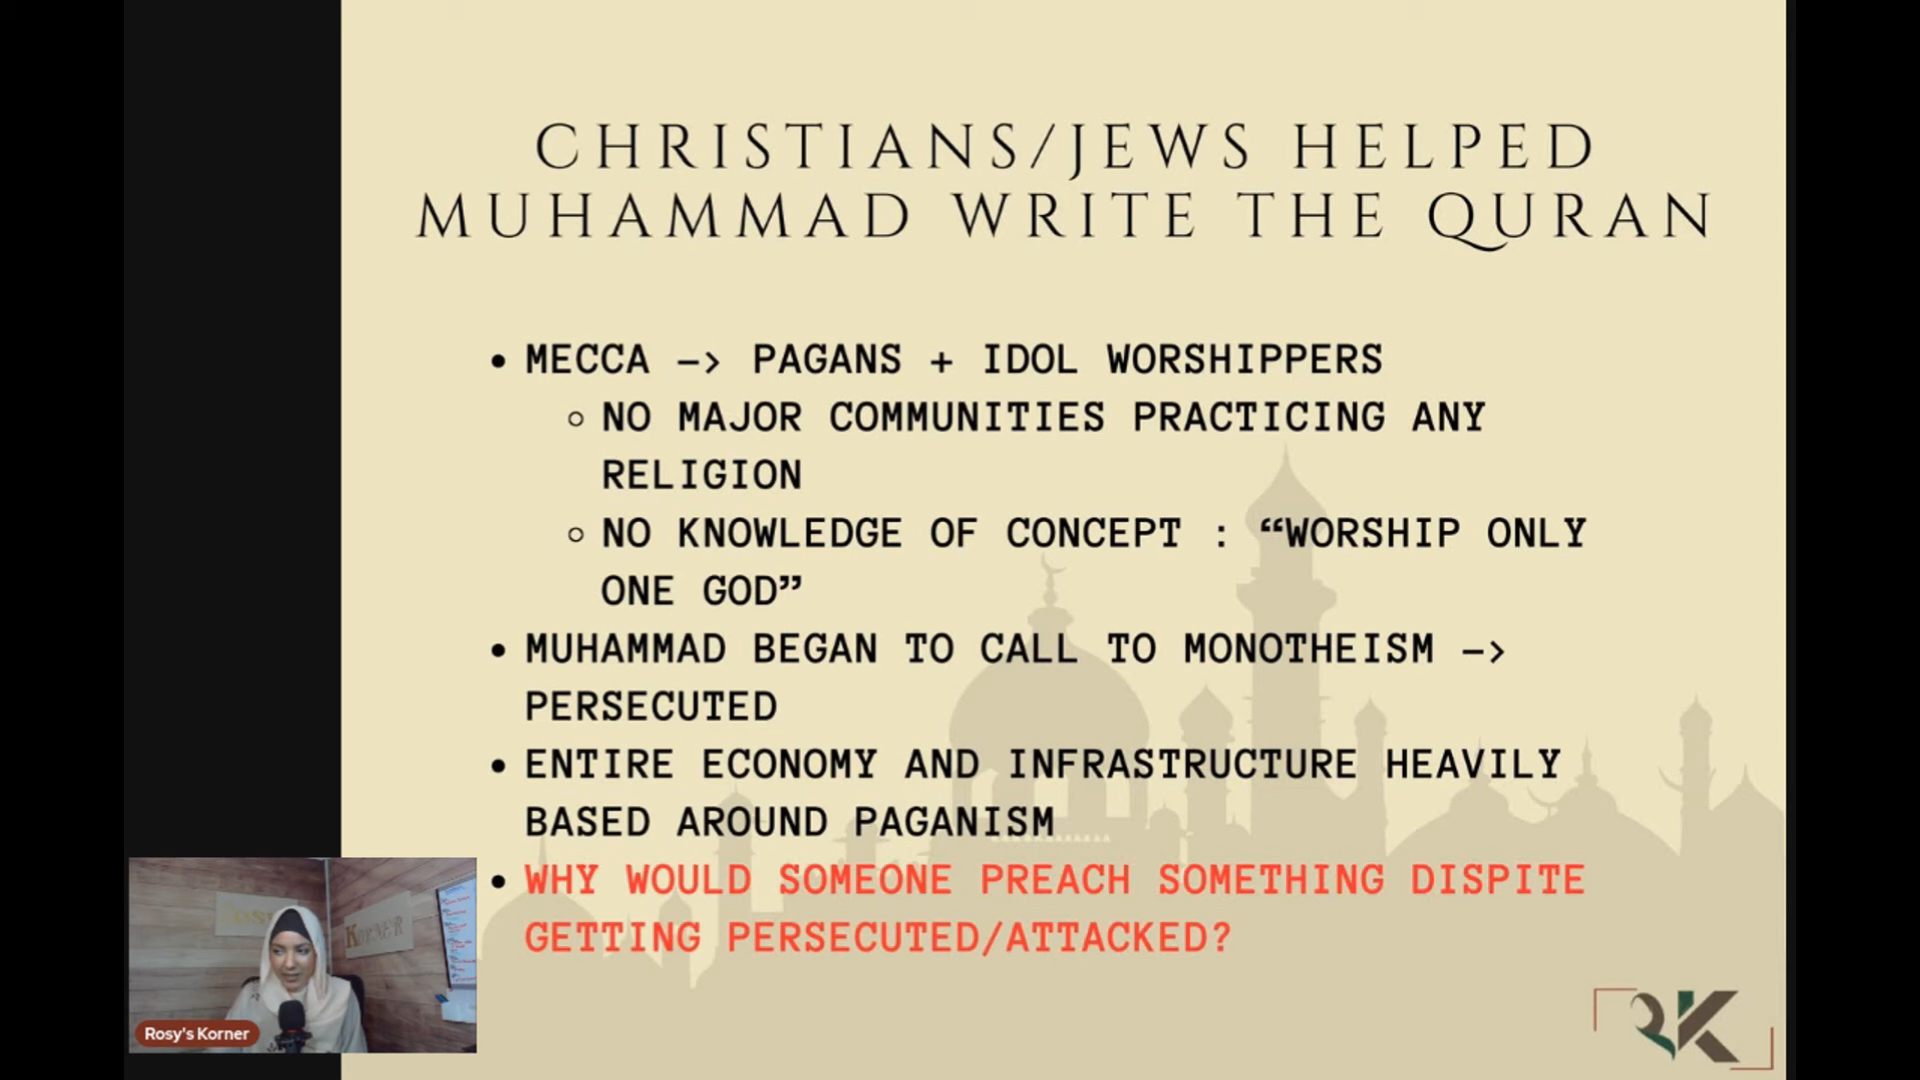 CHRISTIANS/JEWS HELPED
MUHAMMAD WRITE THE QURAN
• MECCA –> PAGANS + IDOL WORSHIPPERS
○ NO MAJOR COMMUNITIES PRACTICING ANY
RELIGION
○ NO KNOWLEDGE OF CONCEPT : “WORSHIP ONLY
ONE GOD”
• MUHAMMAD BEGAN TO CALL TO MONOTHEISM –>
PERSECUTED
• ENTIRE ECONOMY AND INFRASTRUCTURE HEAVILY
BASED AROUND PAGANISM
• WHY WOULD SOMEONE PREACH SOMETHING DISPITE
GETTING PERSECUTED/ATTACKED?
KORNER
Rosy's Korner
RK